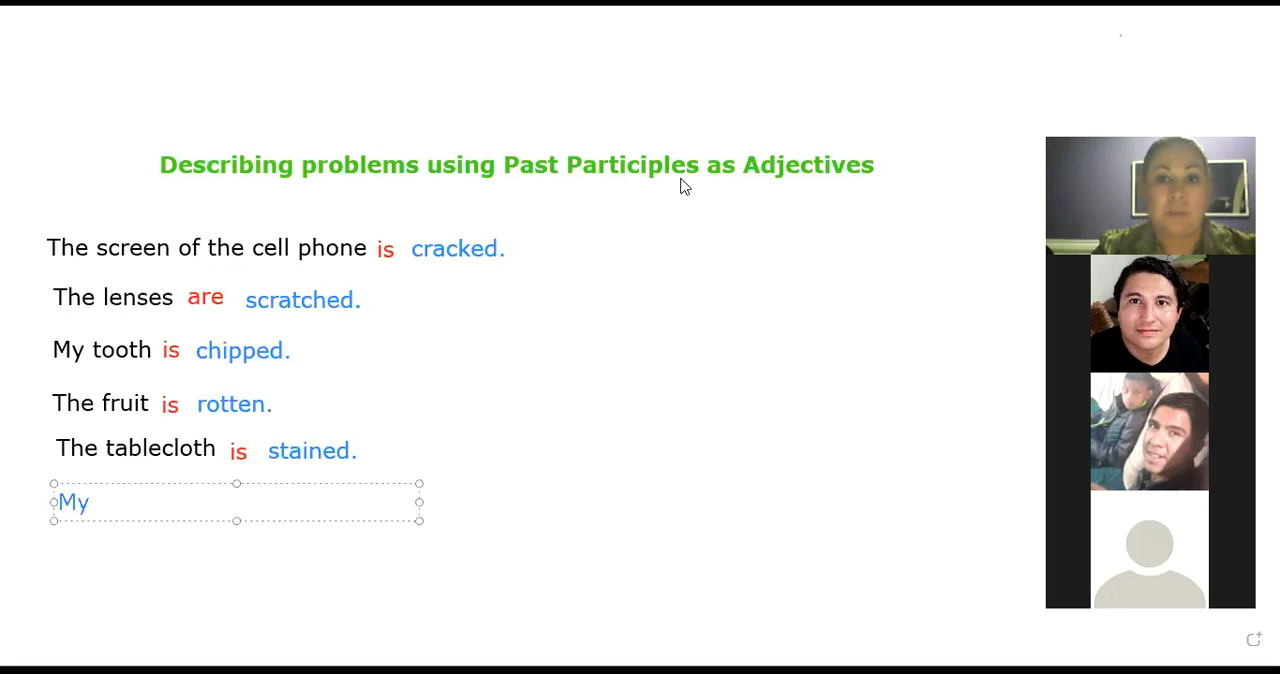 Describing problems using Past Participles as Adjectives
The screen of the cell phone is cracked.
The lenses are scratched.
My tooth is chipped.
The fruit is rotten.
The tablecloth is stained.
My